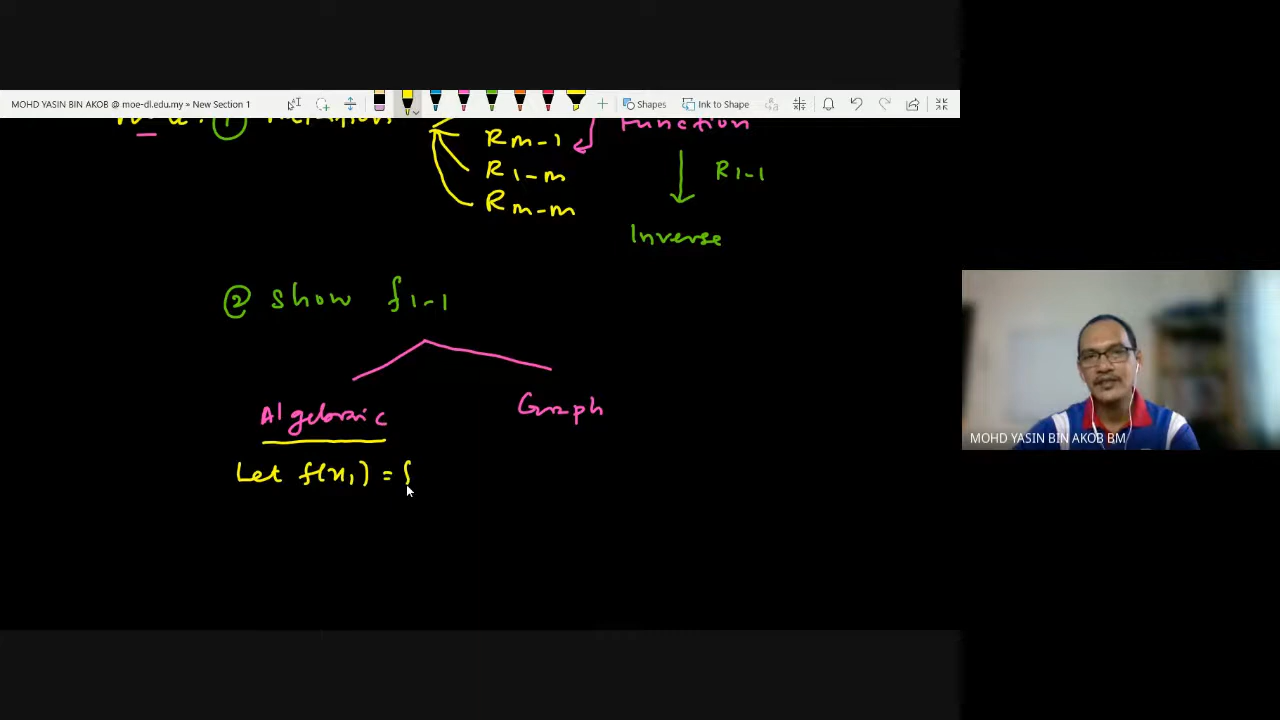 MOHD YASIN BIN AKOB @ moe-dl.edu.my » New Section 1
Shapes
Ink to Shape
Function
Rm-1
R1-m
R1-1
Rm-m
Inverse
② show f1-1
Algebraic
Graph
Let f(x1) = f
MOHD YASIN BIN AKOB BM